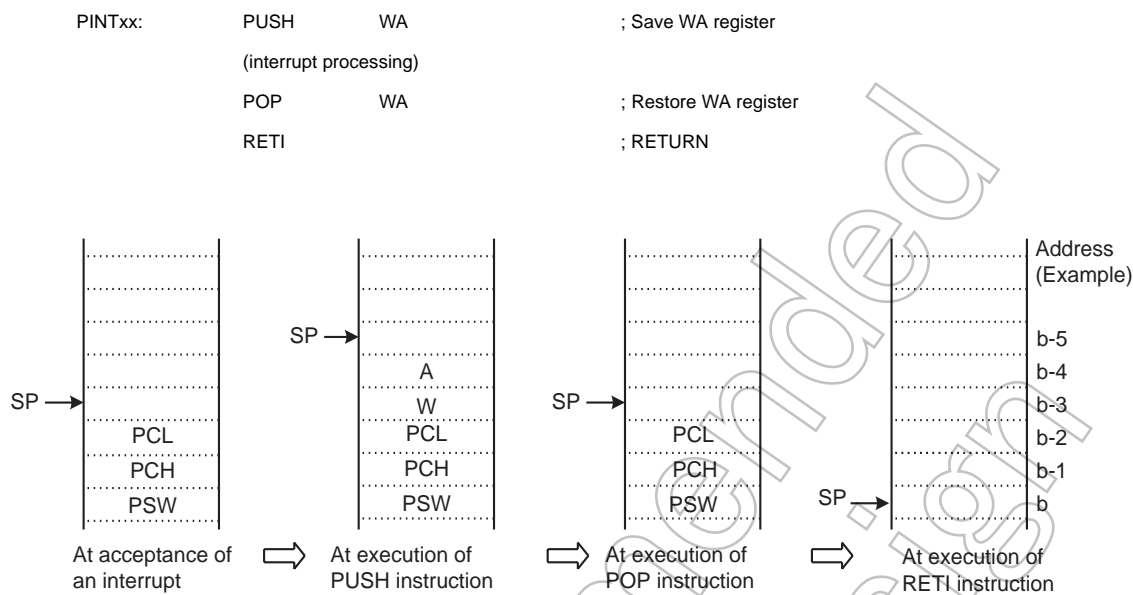 PINTxx: PUSH WA ; Save WA register
(interrupt processing)
POP WA ; Restore WA register
RETI ; RETURN
Address
(Example)
SP
b-5
A
b-4
SP
W
SP
b-3
PCL
PCL
PCL
b-2
PCH
PCH
PCH
b-1
PSW
PSW
PSW
SP
b
At acceptance of
an interrupt
At execution of
PUSH instruction
At execution of
POP instruction
At execution of
RETI instruction